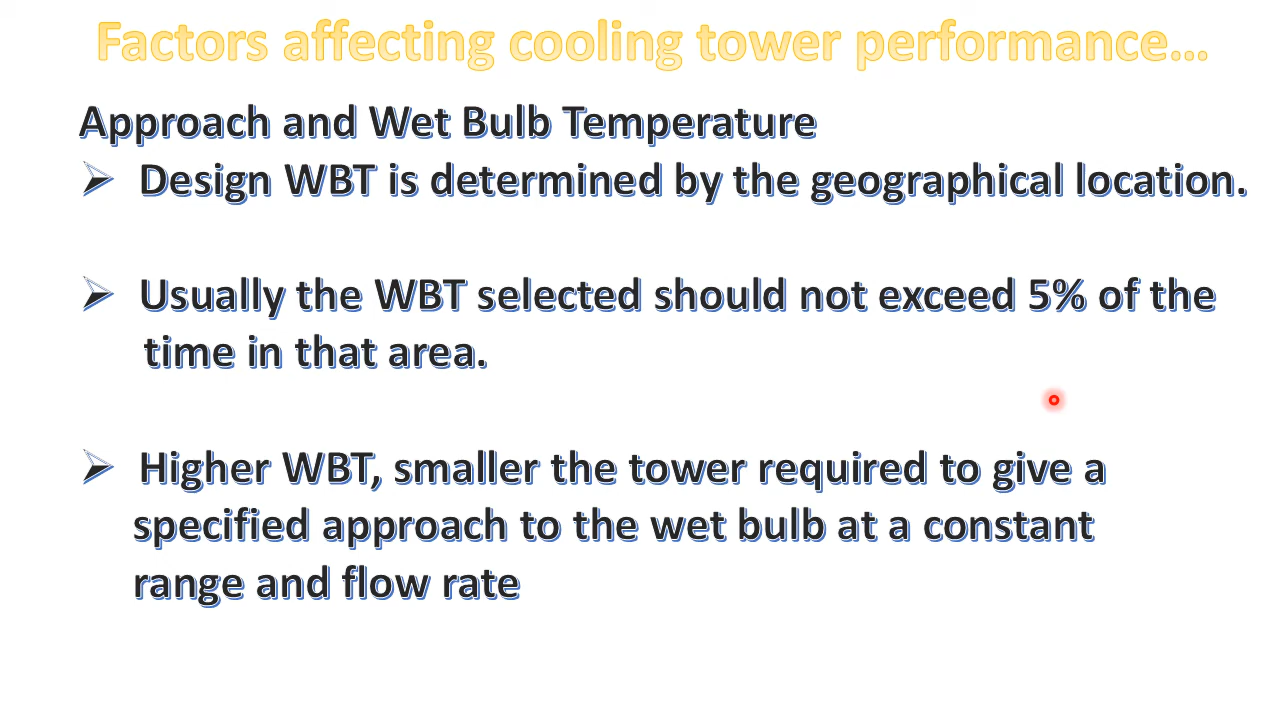 Factors affecting cooling tower performance...
Approach and Wet Bulb Temperature
➢ Design WBT is determined by the geographical location.
➢ Usually the WBT selected should not exceed 5% of the
time in that area.
➢ Higher WBT, smaller the tower required to give a
specified approach to the wet bulb at a constant
range and flow rate